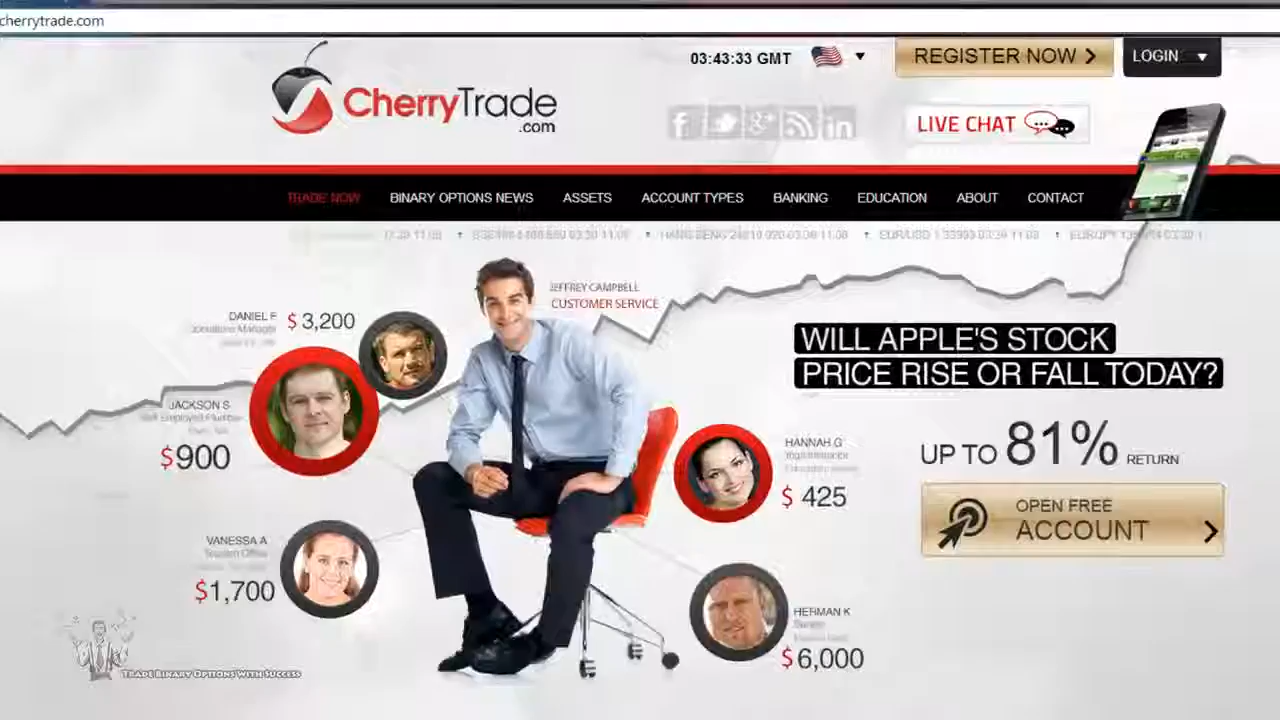 cherrytrade.com
03:43:33 GMT
REGISTER NOW
LOGIN
CherryTrade
.com
LIVE CHAT
TRADE NOW
BINARY OPTIONS NEWS
ASSETS
ACCOUNT TYPES
BANKING
EDUCATION
ABOUT
CONTACT
JEFFREY CAMPBELL
CUSTOMER SERVICE
DANIEL F
$3,200
JACKSON S
$900
VANESSA A
$1,700
HANNAH G
$ 425
HERMAN K
$6,000
WILL APPLE'S STOCK
PRICE RISE OR FALL TODAY?
UP TO 81% RETURN
OPEN FREE
ACCOUNT
TRADE BINARY OPTIONS WITH SUCCESS